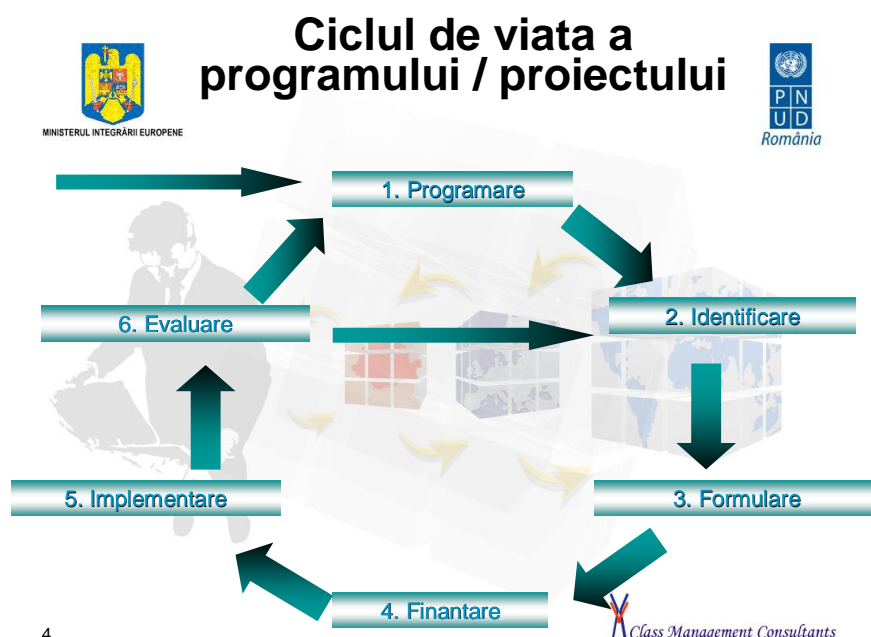 Ciclul de viata a
programului / proiectului
MINISTERUL INTEGRĂRII EUROPENE
P N
U D
România
1. Programare
6. Evaluare
2. Identificare
5. Implementare
3. Formulare
4. Finantare
4
Class Management Consultants